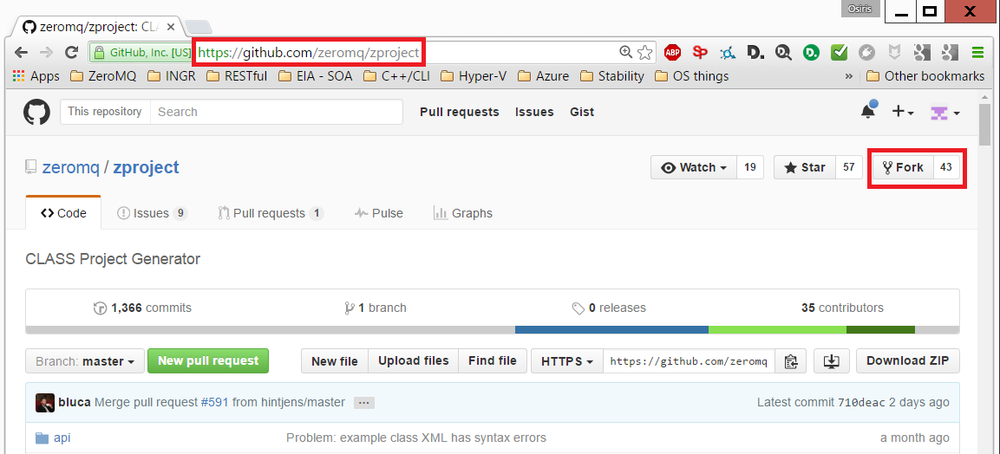 Osiris
zeromq/zproject: CLA
GitHub, Inc. [US] https://github.com/zeromq/zproject ABP SP D. D.
Apps ZeroMQ INGR RESTful EIA - SOA C++/CLI Hyper-V Azure Stability OS things » Other bookmarks
This repository Search Pull requests Issues Gist
zeromq / zproject Watch 19 Star 57 Fork 43
Code Issues 9 Pull requests 1 Pulse Graphs
CLASS Project Generator
1,366 commits 1 branch 0 releases 35 contributors
Branch: master New pull request New file Upload files Find file HTTPS https://github.com/zeromq Download ZIP
bluca Merge pull request #591 from hintjens/master ... Latest commit 710deac 2 days ago
api Problem: example class XML has syntax errors a month ago